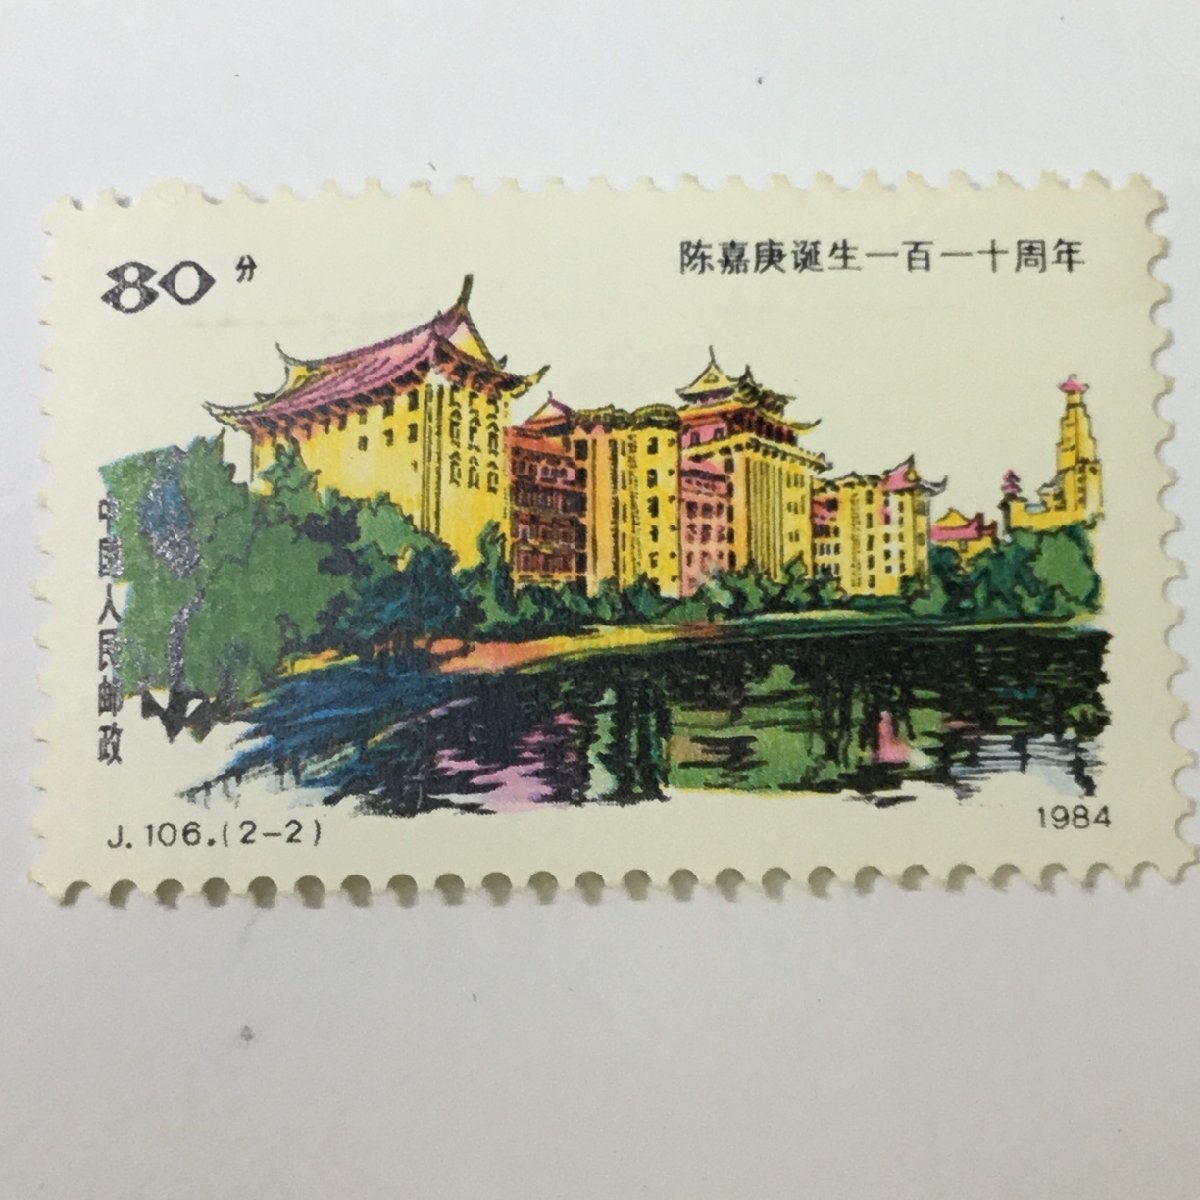 80分
陈嘉庚诞生一百一十周年
中国人民邮政
J.106.(2-2)
1984